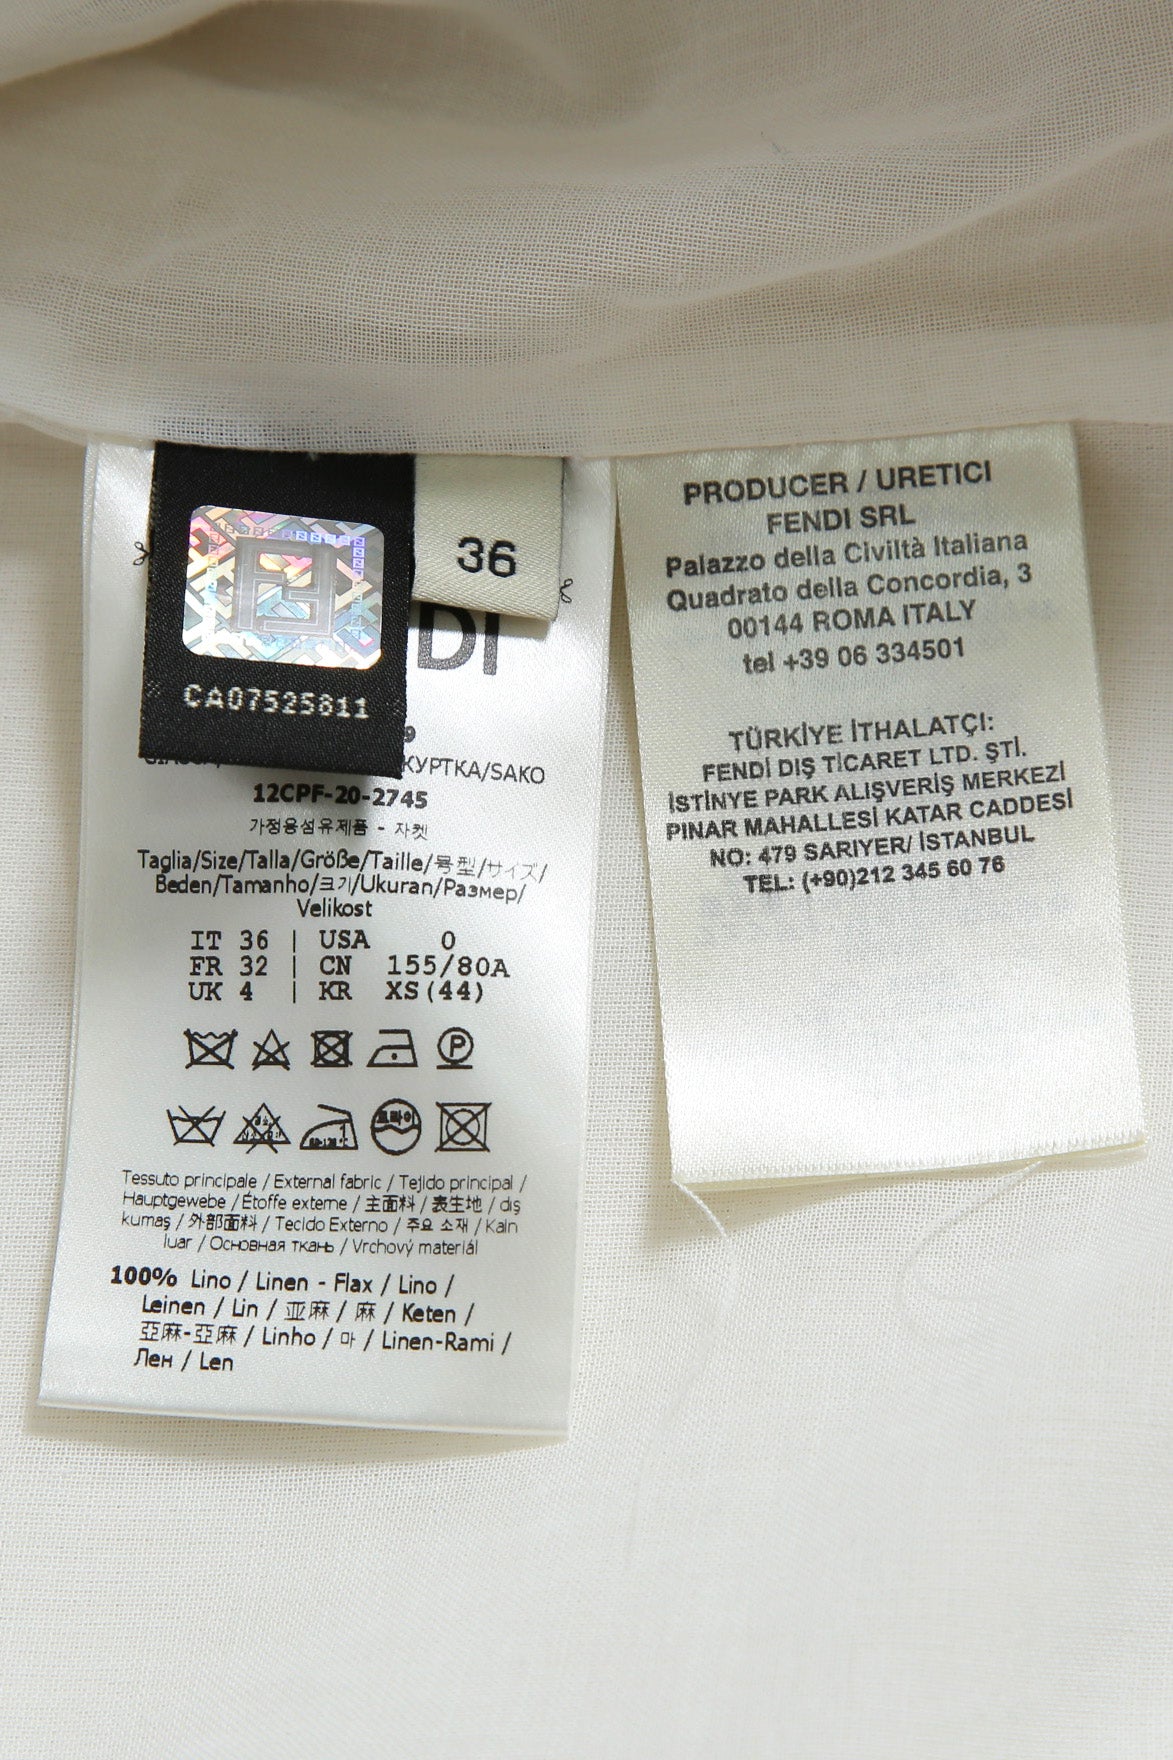 CA07525811
36
DI
9
КУРТКА/SAKO
12CPF-20-2745
가정용섬유제품 - 자켓
Taglia/Size/Talla/Größe/Taille/号型/サイズ/
Beden/Tamanho/크기/Ukuran/Размер/
Velikost
IT 36 | USA 0
FR 32 | CN 155/80A
UK 4 | KR XS(44)
P
드라이
Tessuto principale / External fabric / Tejido principal /
Hauptgewebe / Étoffe externe / 主面料 / 表生地 / dış
kumaş / 外部面料 / Tecido Externo / 주요 소재 / Kain
luar / Основная ткань / Vrchový materiál
100% Lino / Linen - Flax / Lino /
Leinen / Lin / 亚麻 / 麻 / Keten /
亞麻-亞麻 / Linho / 마 / Linen-Rami /
Лен / Len
PRODUCER / URETICI
FENDI SRL
Palazzo della Civiltà Italiana
Quadrato della Concordia, 3
00144 ROMA ITALY
tel +39 06 334501
TÜRKİYE İTHALATÇI:
FENDİ DIŞ TİCARET LTD. ŞTİ.
İSTİNYE PARK ALIŞVERİŞ MERKEZİ
PINAR MAHALLESİ KATAR CADDESİ
NO: 479 SARIYER/ İSTANBUL
TEL: (+90)212 345 60 76